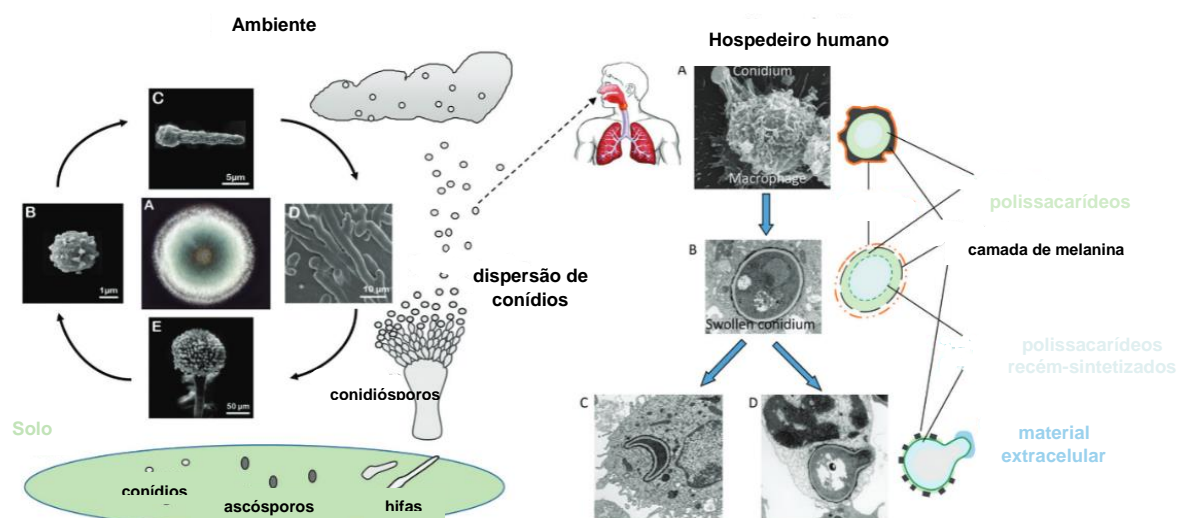 Ambiente
C
5µm
B
1µm
A
D
10 µm
E
50 µm
dispersão de
conídios
conidiósporos
Solo
conídios
ascósporos
hifas
Hospedeiro humano
A
Conidium
Macrophage
B
Swollen conidium
C
D
polissacarídeos
camada de melanina
polissacarídeos
recém-sintetizados
material
extracelular